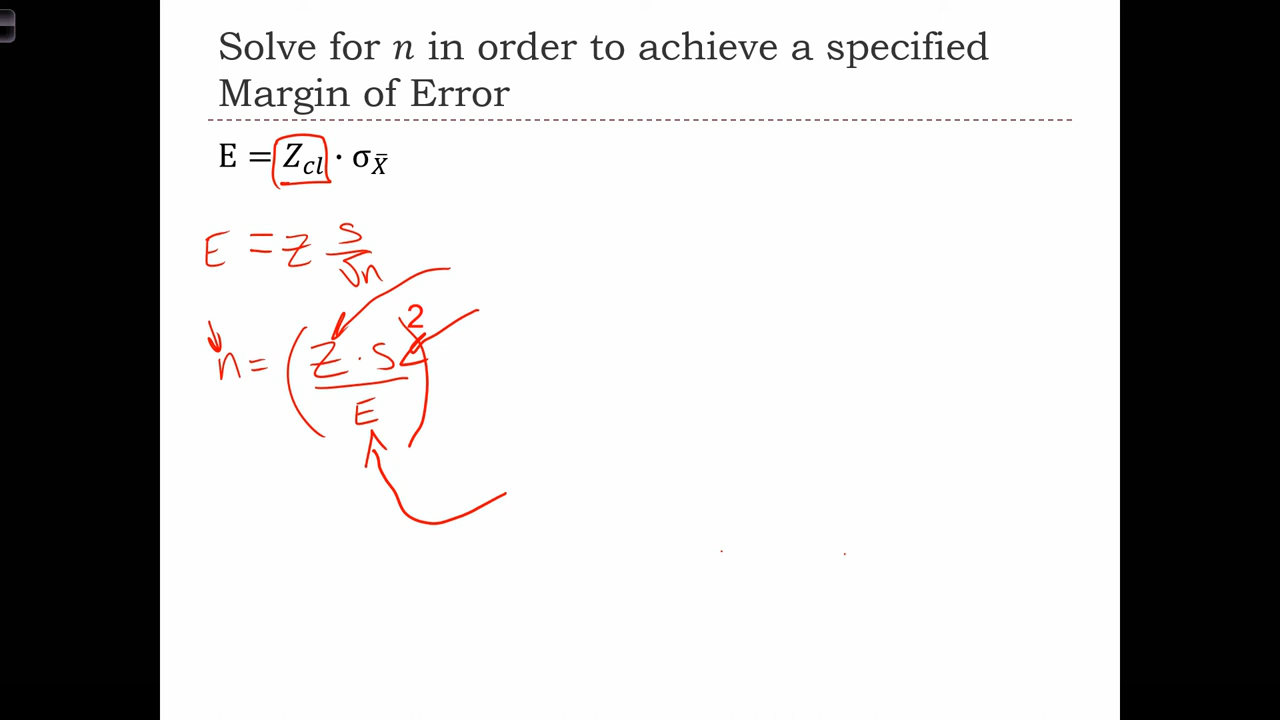 Solve for n in order to achieve a specified
Margin of Error
E = Z_cl · σ_X̄
E = Z s/√n
n = (Z · S / E)²